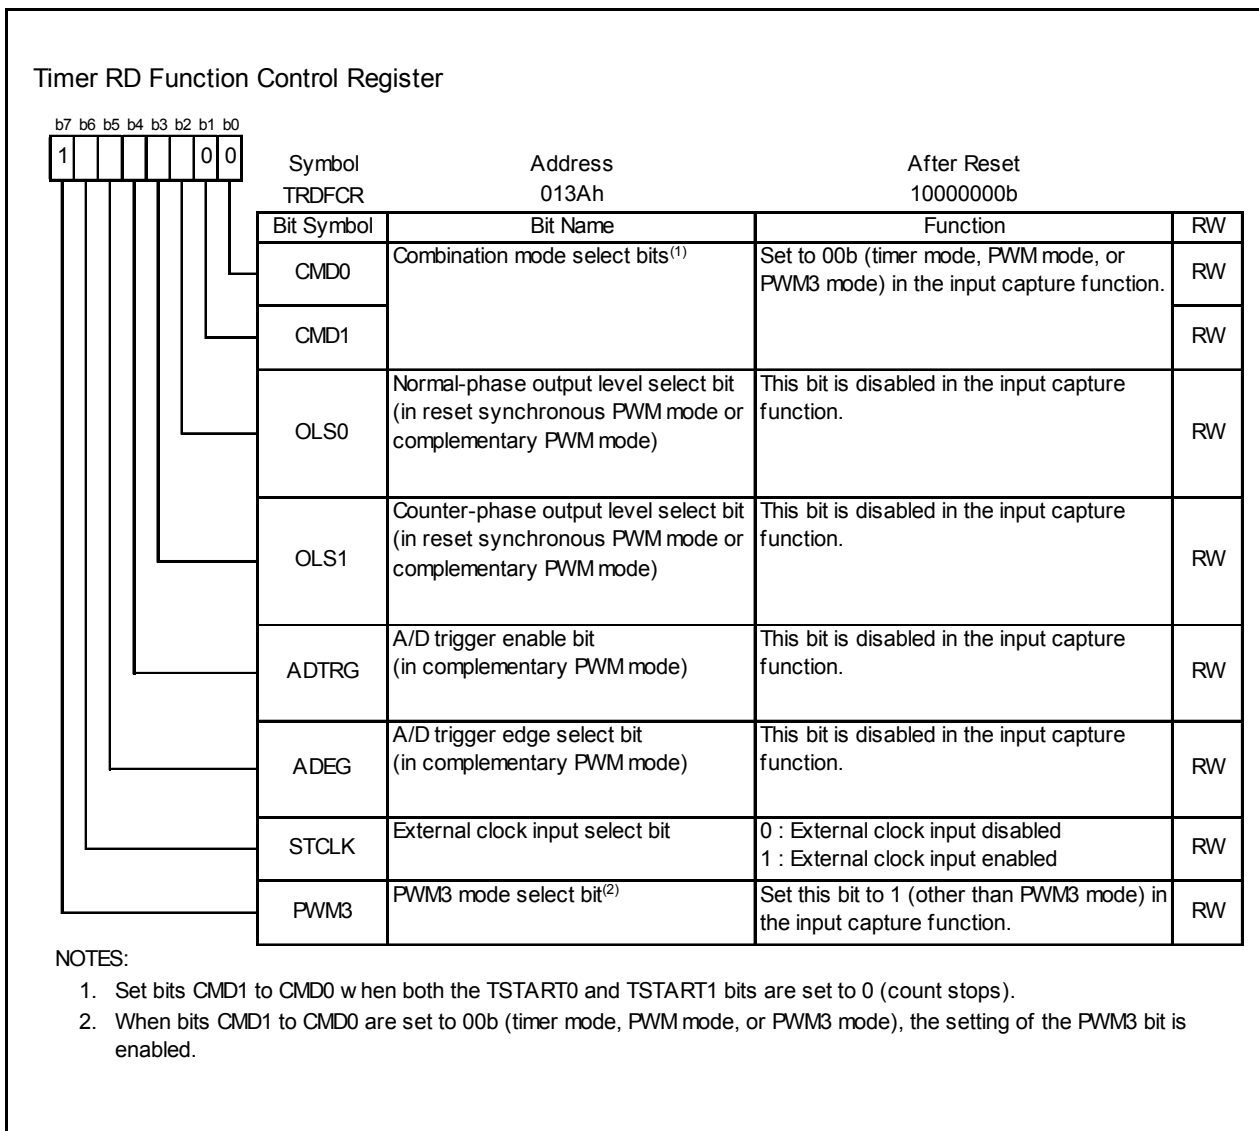 Timer RD Function Control Register
b7 b6 b5 b4 b3 b2 b1 b0
1 0 0
Symbol Address After Reset
TRDFCR 013Ah 10000000b
Bit Symbol Bit Name Function RW
CMD0 Combination mode select bits(1) Set to 00b (timer mode, PWM mode, or
PWM3 mode) in the input capture function. RW
CMD1 RW
OLS0 Normal-phase output level select bit
(in reset synchronous PWM mode or
complementary PWM mode) This bit is disabled in the input capture
function. RW
OLS1 Counter-phase output level select bit
(in reset synchronous PWM mode or
complementary PWM mode) This bit is disabled in the input capture
function. RW
ADTRG A/D trigger enable bit
(in complementary PWM mode) This bit is disabled in the input capture
function. RW
ADEG A/D trigger edge select bit
(in complementary PWM mode) This bit is disabled in the input capture
function. RW
STCLK External clock input select bit 0 : External clock input disabled
1 : External clock input enabled RW
PWM3 PWM3 mode select bit(2) Set this bit to 1 (other than PWM3 mode) in
the input capture function. RW
NOTES:
1. Set bits CMD1 to CMD0 w hen both the TSTART0 and TSTART1 bits are set to 0 (count stops).
2. When bits CMD1 to CMD0 are set to 00b (timer mode, PWM mode, or PWM3 mode), the setting of the PWM3 bit is
enabled.